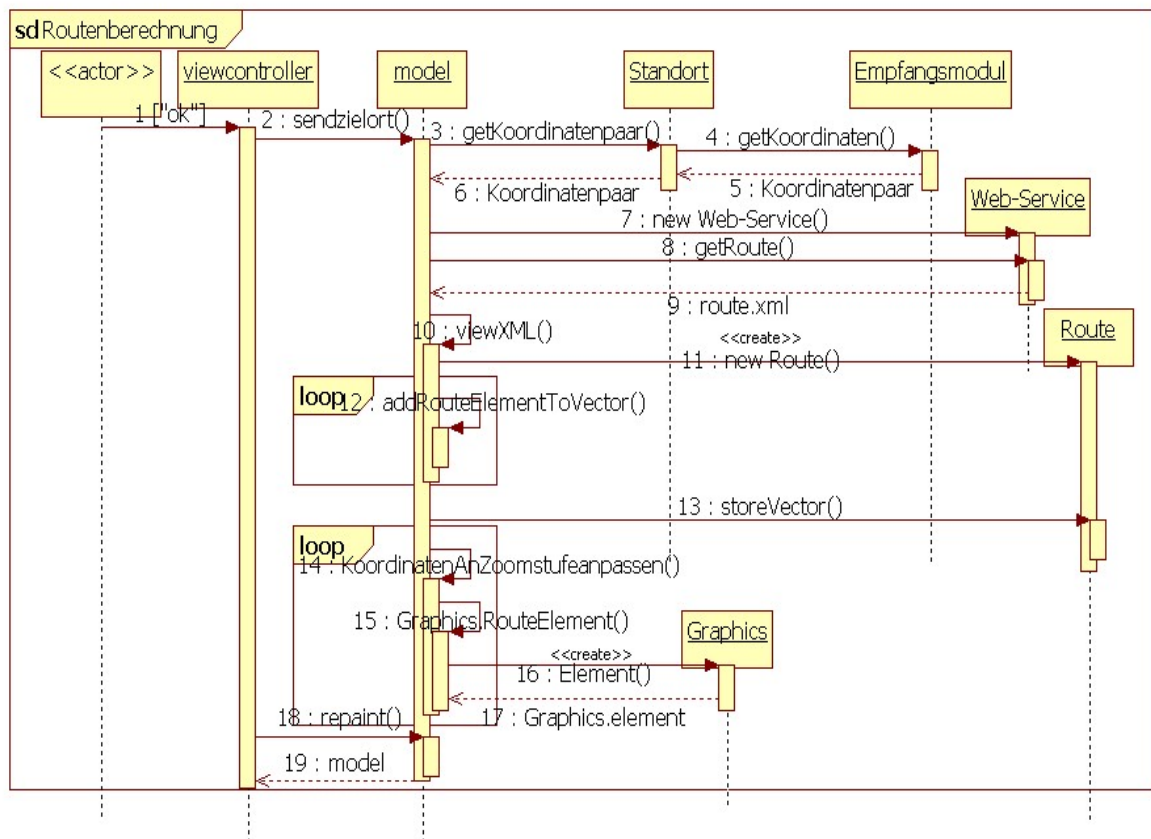 sd Routenberechnung
<<actor>>
viewcontroller
model
Standort
Empfangsmodul
1 ["ok"]
2 : sendzielort()
3 : getKoordinatenpaar()
4 : getKoordinaten()
5 : Koordinatenpaar
6 : Koordinatenpaar
Web-Service
7 : new Web-Service()
8 : getRoute()
9 : route.xml
10 : viewXML()
Route
<<create>>
11 : new Route()
loop
12 : addRouteElementToVector()
13 : storeVector()
loop
14 : KoordinatenAnZoomstufeanpassen()
15 : Graphics.RouteElement()
Graphics
<<create>>
16 : Element()
17 : Graphics.element
18 : repaint()
19 : model